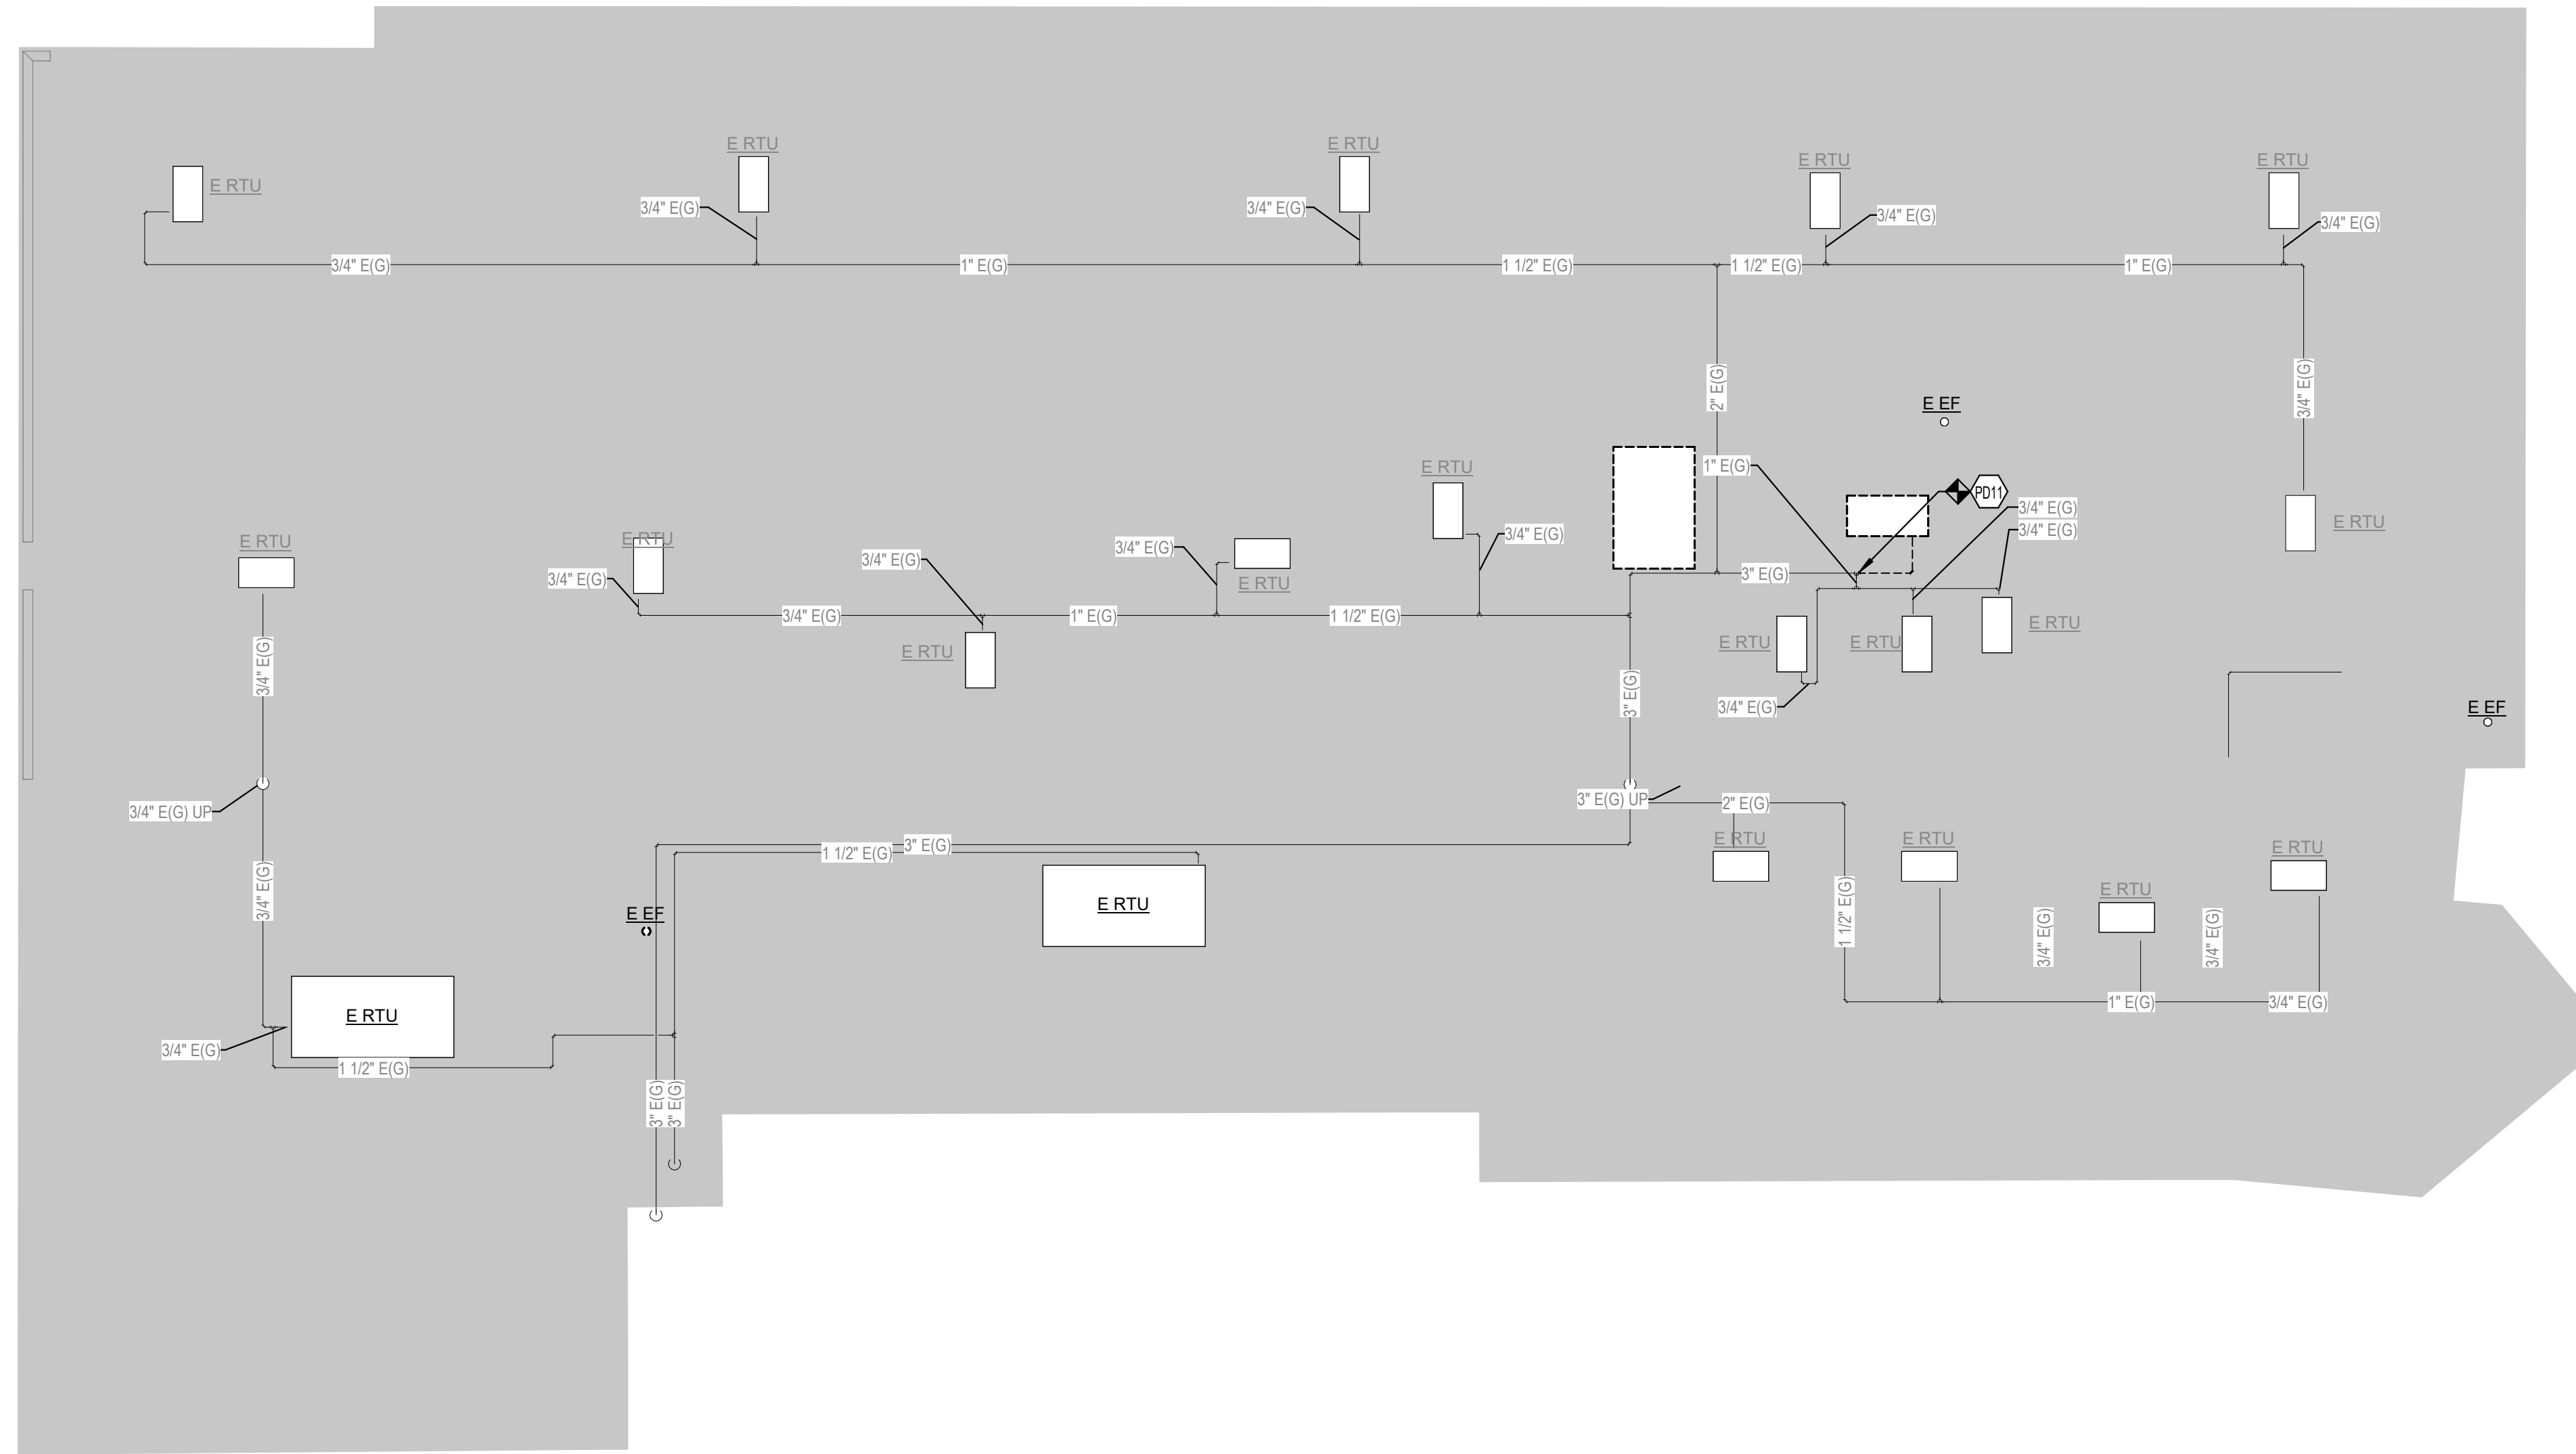 E RTU
E RTU
E RTU
E RTU
E RTU
3/4" E(G)
3/4" E(G)
3/4" E(G)
3/4" E(G)
3/4" E(G)
1" E(G)
1 1/2" E(G)
1 1/2" E(G)
1" E(G)
2" E(G)
3/4" E(G)
E EF
1" E(G)
E RTU
PD11
3/4" E(G)
3/4" E(G)
E RTU
E RTU
E RTU
3/4" E(G)
3/4" E(G)
3/4" E(G)
3/4" E(G)
E RTU
3" E(G)
3/4" E(G)
1" E(G)
1 1/2" E(G)
E RTU
3/4" E(G)
3" E(G)
E RTU
E RTU
E RTU
3/4" E(G)
E EF
3/4" E(G) UP
3" E(G) UP
2" E(G)
1 1/2" E(G)
3" E(G)
E RTU
E RTU
E RTU
E RTU
3/4" E(G)
E EF
E RTU
1 1/2" E(G)
3/4" E(G)
3/4" E(G)
1" E(G)
3/4" E(G)
E RTU
3/4" E(G)
1 1/2" E(G)
3" E(G)
3" E(G)